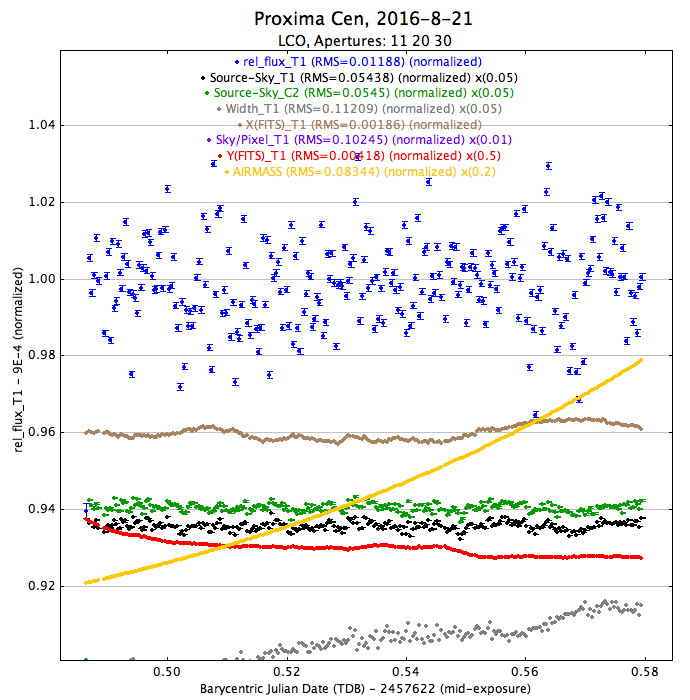 Proxima Cen, 2016-8-21
LCO, Apertures: 11 20 30
rel_flux_T1 (RMS=0.01188) (normalized)
Source-Sky_T1 (RMS=0.05438) (normalized) x(0.05)
Source-Sky_C2 (RMS=0.0545) (normalized) x(0.05)
Width_T1 (RMS=0.11209) (normalized) x(0.05)
X(FITS)_T1 (RMS=0.00186) (normalized)
Sky/Pixel_T1 (RMS=0.10245) (normalized) x(0.01)
Y(FITS)_T1 (RMS=0.00418) (normalized) x(0.5)
AIRMASS (RMS=0.08344) (normalized) x(0.2)
1.04
1.02
1.00
0.98
0.96
0.94
0.92
rel_flux_T1 - 9E-4 (normalized)
0.50 0.52 0.54 0.56 0.58
Barycentric Julian Date (TDB) - 2457622 (mid-exposure)